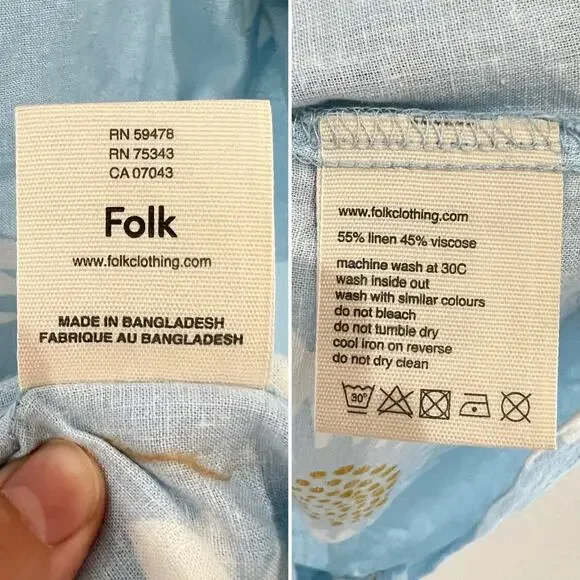 RN 59478
RN 75343
CA 07043
Folk
www.folkclothing.com
MADE IN BANGLADESH
FABRIQUE AU BANGLADESH
www.folkclothing.com
55% linen 45% viscose
machine wash at 30C
wash inside out
wash with similar colours
do not bleach
do not tumble dry
cool iron on reverse
do not dry clean
30°